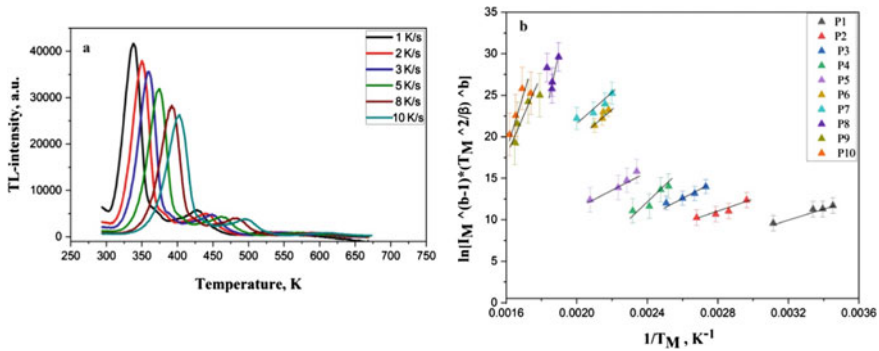 a
1 K/s
2 K/s
3 K/s
5 K/s
8 K/s
10 K/s
TL-intensity, a.u.
40000
30000
20000
10000
0
250 300 350 400 450 500 550 600 650 700 750
Temperature, K
b
P1
P2
P3
P4
P5
P6
P7
P8
P9
P10
ln[I_M ^(b-1)*(T_M ^2/β) ^b]
35
30
25
20
15
10
5
0
0.0016 0.0020 0.0024 0.0028 0.0032 0.0036
1/T_M , K^-1